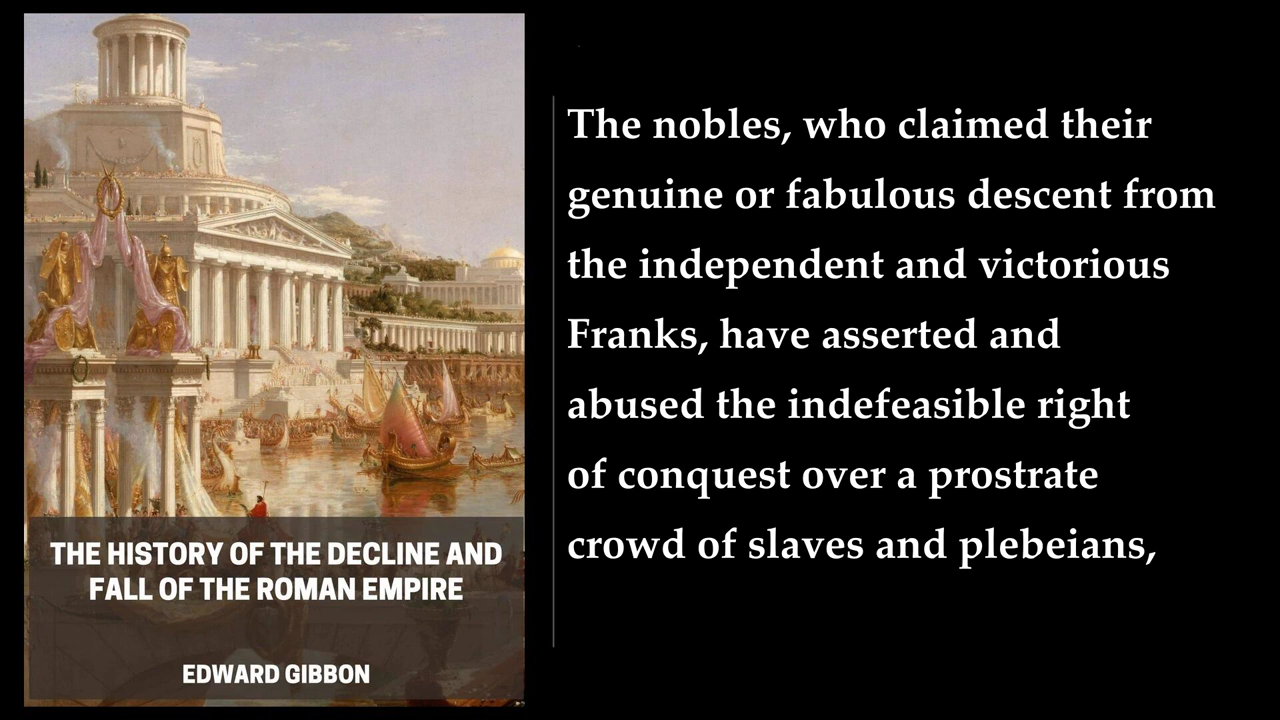 THE HISTORY OF THE DECLINE AND
FALL OF THE ROMAN EMPIRE
EDWARD GIBBON
The nobles, who claimed their
genuine or fabulous descent from
the independent and victorious
Franks, have asserted and
abused the indefeasible right
of conquest over a prostrate
crowd of slaves and plebeians,